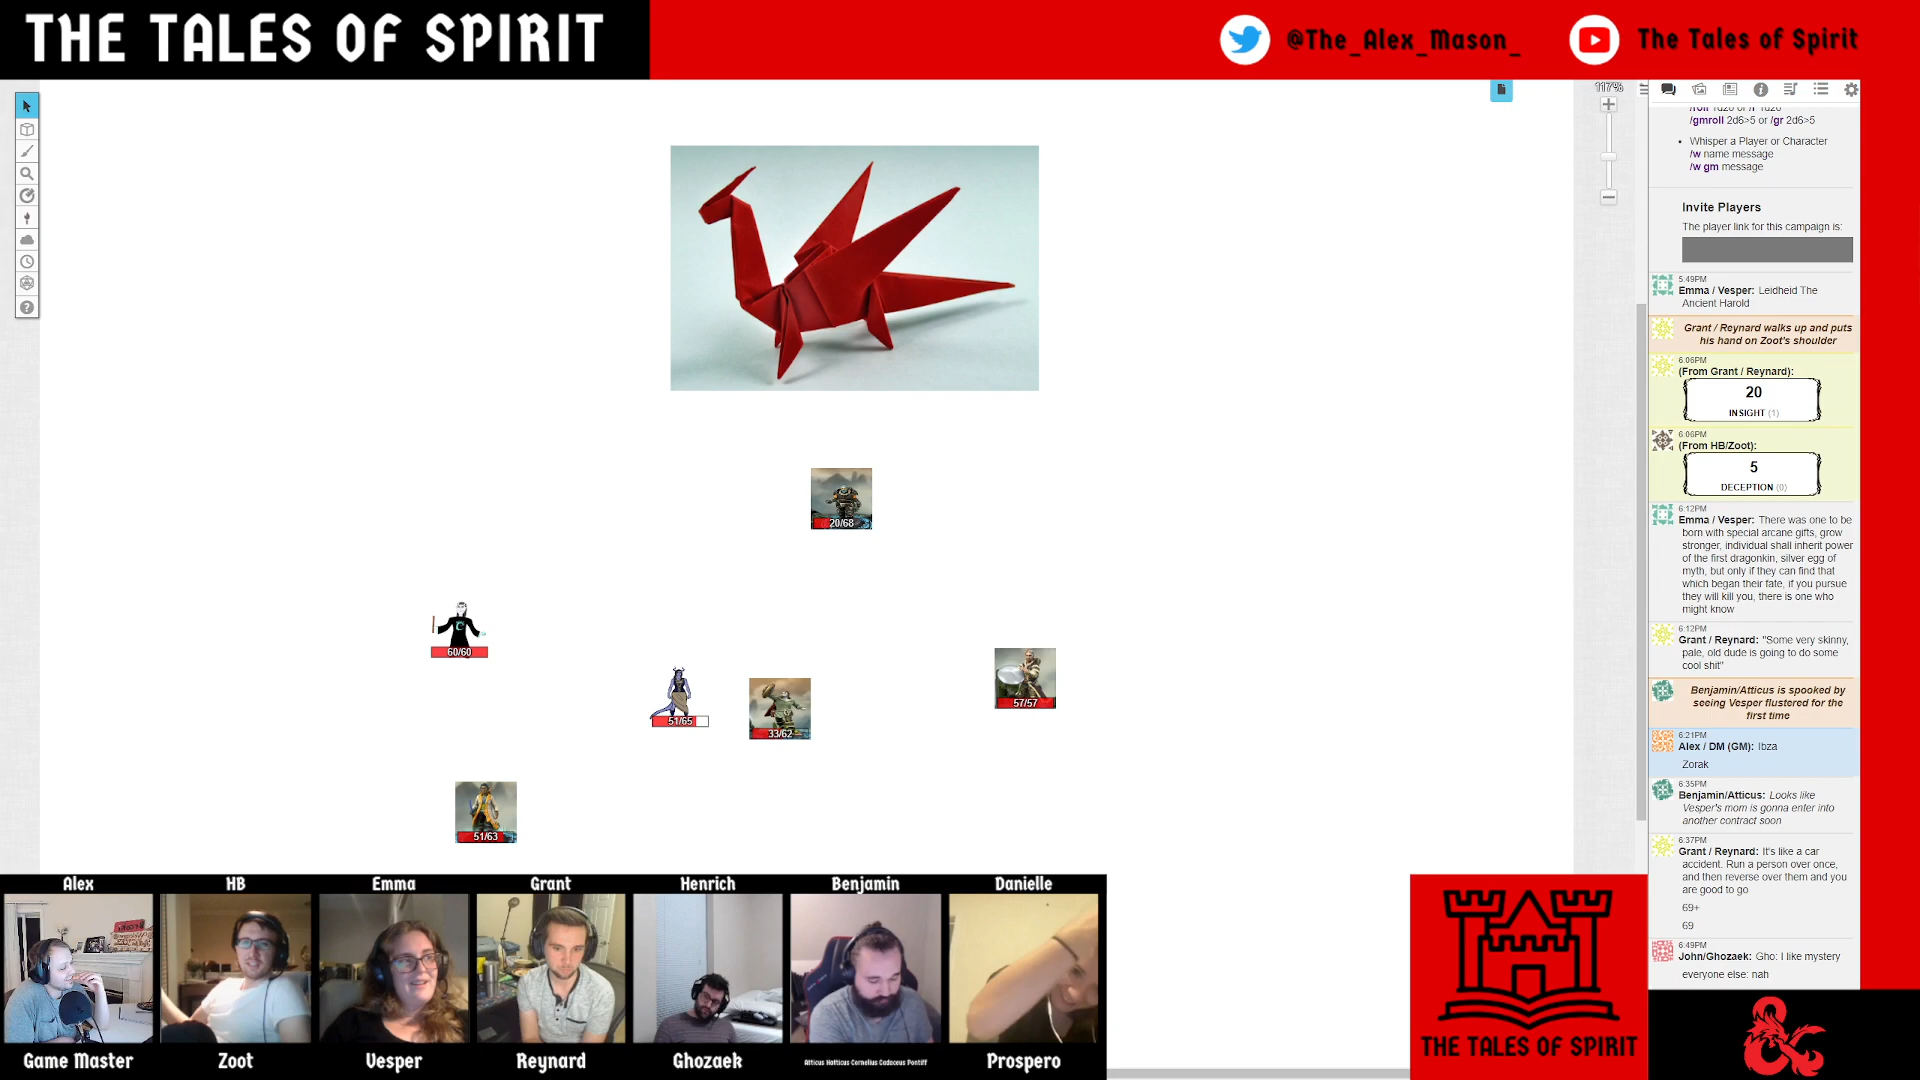 THE TALES OF SPIRIT
@The_Alex_Mason_
The Tales of Spirit
117%
/gmroll 2d6>5 or /gr 2d6>5
• Whisper a Player or Character
/w name message
/w gm message
Invite Players
The player link for this campaign is:
5:49PM
Emma / Vesper: Leidheid The
Ancient Harold
Grant / Reynard walks up and puts
his hand on Zoot's shoulder
6:06PM
(From Grant / Reynard):
20
INSIGHT (1)
6:06PM
(From HB/Zoot):
5
DECEPTION (0)
6:12PM
Emma / Vesper: There was one to be
born with special arcane gifts, grow
stronger, individual shall inherit power
of the first dragonkin, silver egg of
myth, but only if they can find that
which began their fate, if you pursue
they will kill you, there is one who
might know
6:12PM
Grant / Reynard: "Some very skinny,
pale, old dude is going to do some
cool shit"
Benjamin/Atticus is spooked by
seeing Vesper flustered for the
first time
6:21PM
Alex / DM (GM): Ibza
Zorak
6:35PM
Benjamin/Atticus: Looks like
Vesper's mom is gonna enter into
another contract soon
6:37PM
Grant / Reynard: It's like a car
accident. Run a person over once,
and then reverse over them and you
are good to go
69+
69
6:49PM
John/Ghozaek: Gho: I like mystery
everyone else: nah
20/68
60/60
51/65
33/62
57/57
51/63
Alex
HB
Emma
Grant
Henrich
Benjamin
Danielle
Game Master
Zoot
Vesper
Reynard
Ghozaek
Atticus Hatticus Cornelius Cadaceus Pontiff
Prospero
THE TALES OF SPIRIT